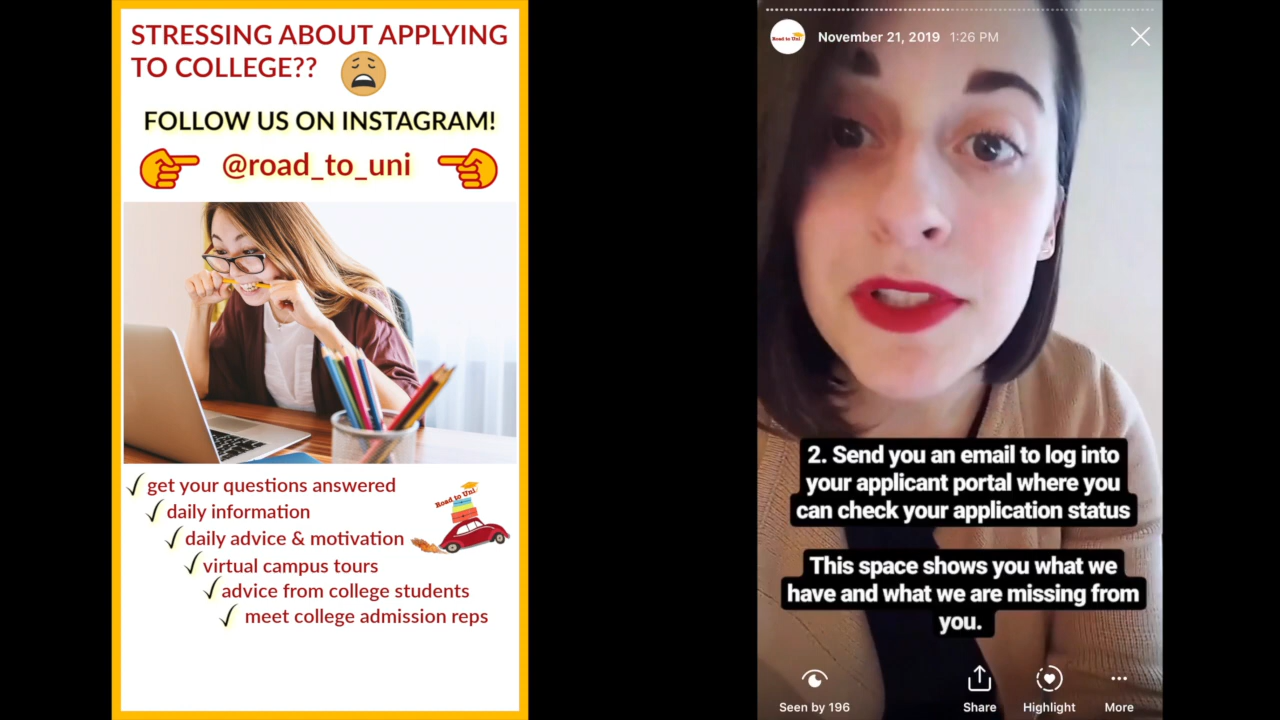 STRESSING ABOUT APPLYING
TO COLLEGE??
FOLLOW US ON INSTAGRAM!
@road_to_uni
√ get your questions answered
√ daily information
√ daily advice & motivation
√ virtual campus tours
√ advice from college students
√ meet college admission reps
Road to Uni
Road to Uni
November 21, 2019 1:26 PM
2. Send you an email to log into
your applicant portal where you
can check your application status
This space shows you what we
have and what we are missing from
you.
Seen by 196
Share
Highlight
More